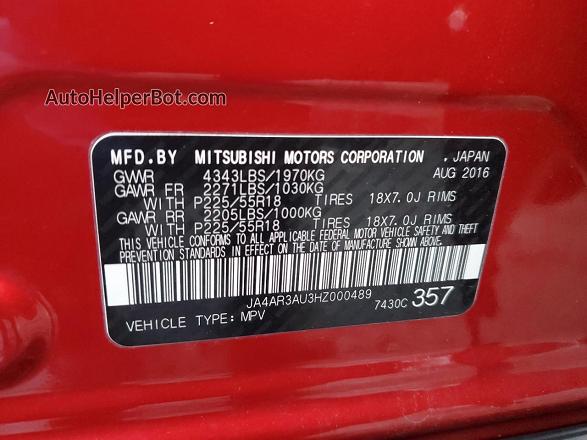 AutoHelperBot.com
MFD.BY MITSUBISHI MOTORS CORPORATION , JAPAN
GVWR 4343LBS/1970KG AUG 2016
GAWR FR 2271LBS/1030KG
WITH P225/55R18 TIRES 18X7.0J RIMS
GAWR RR 2205LBS/1000KG
WITH P225/55R18 TIRES 18X7.0J RIMS
THIS VEHICLE CONFORMS TO ALL APPLICABLE FEDERAL MOTOR VEHICLE SAFETY AND THEFT
PREVENTION STANDARDS IN EFFECT ON THE DATE OF MANUFACTURE SHOWN ABOVE.
JA4AR3AU3HZ000489
7430C 357
VEHICLE TYPE: MPV